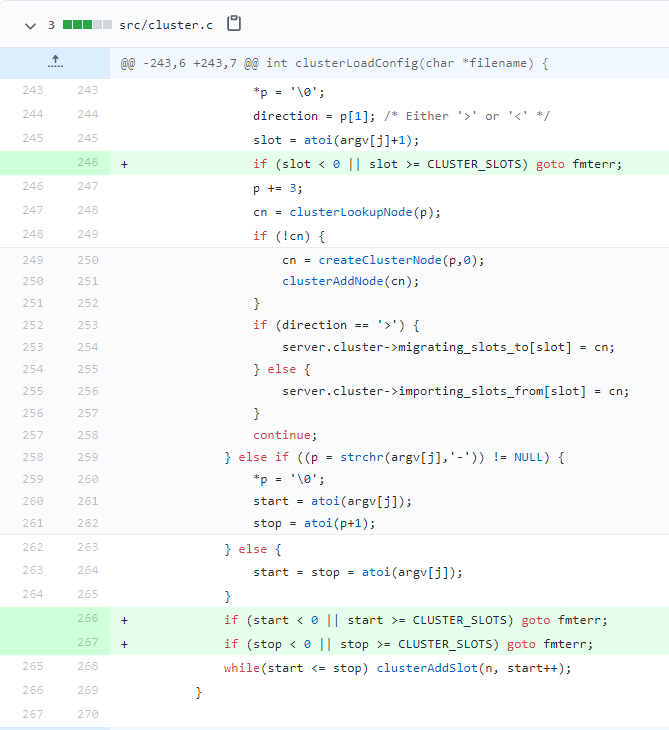 3 src/cluster.c
@@ -243,6 +243,7 @@ int clusterLoadConfig(char *filename) {
243 243 *p = '\0';
244 244 direction = p[1]; /* Either '>' or '<' */
245 245 slot = atoi(argv[j]+1);
246 + if (slot < 0 || slot >= CLUSTER_SLOTS) goto fmterr;
246 247 p += 3;
247 248 cn = clusterLookupNode(p);
248 249 if (!cn) {
249 250 cn = createClusterNode(p,0);
250 251 clusterAddNode(cn);
251 252 }
252 253 if (direction == '>') {
253 254 server.cluster->migrating_slots_to[slot] = cn;
254 255 } else {
255 256 server.cluster->importing_slots_from[slot] = cn;
256 257 }
257 258 continue;
258 259 } else if ((p = strchr(argv[j],'-')) != NULL) {
259 260 *p = '\0';
260 261 start = atoi(argv[j]);
261 262 stop = atoi(p+1);
262 263 } else {
263 264 start = stop = atoi(argv[j]);
264 265 }
266 + if (start < 0 || start >= CLUSTER_SLOTS) goto fmterr;
267 + if (stop < 0 || stop >= CLUSTER_SLOTS) goto fmterr;
265 268 while(start <= stop) clusterAddSlot(n, start++);
266 269 }
267 270